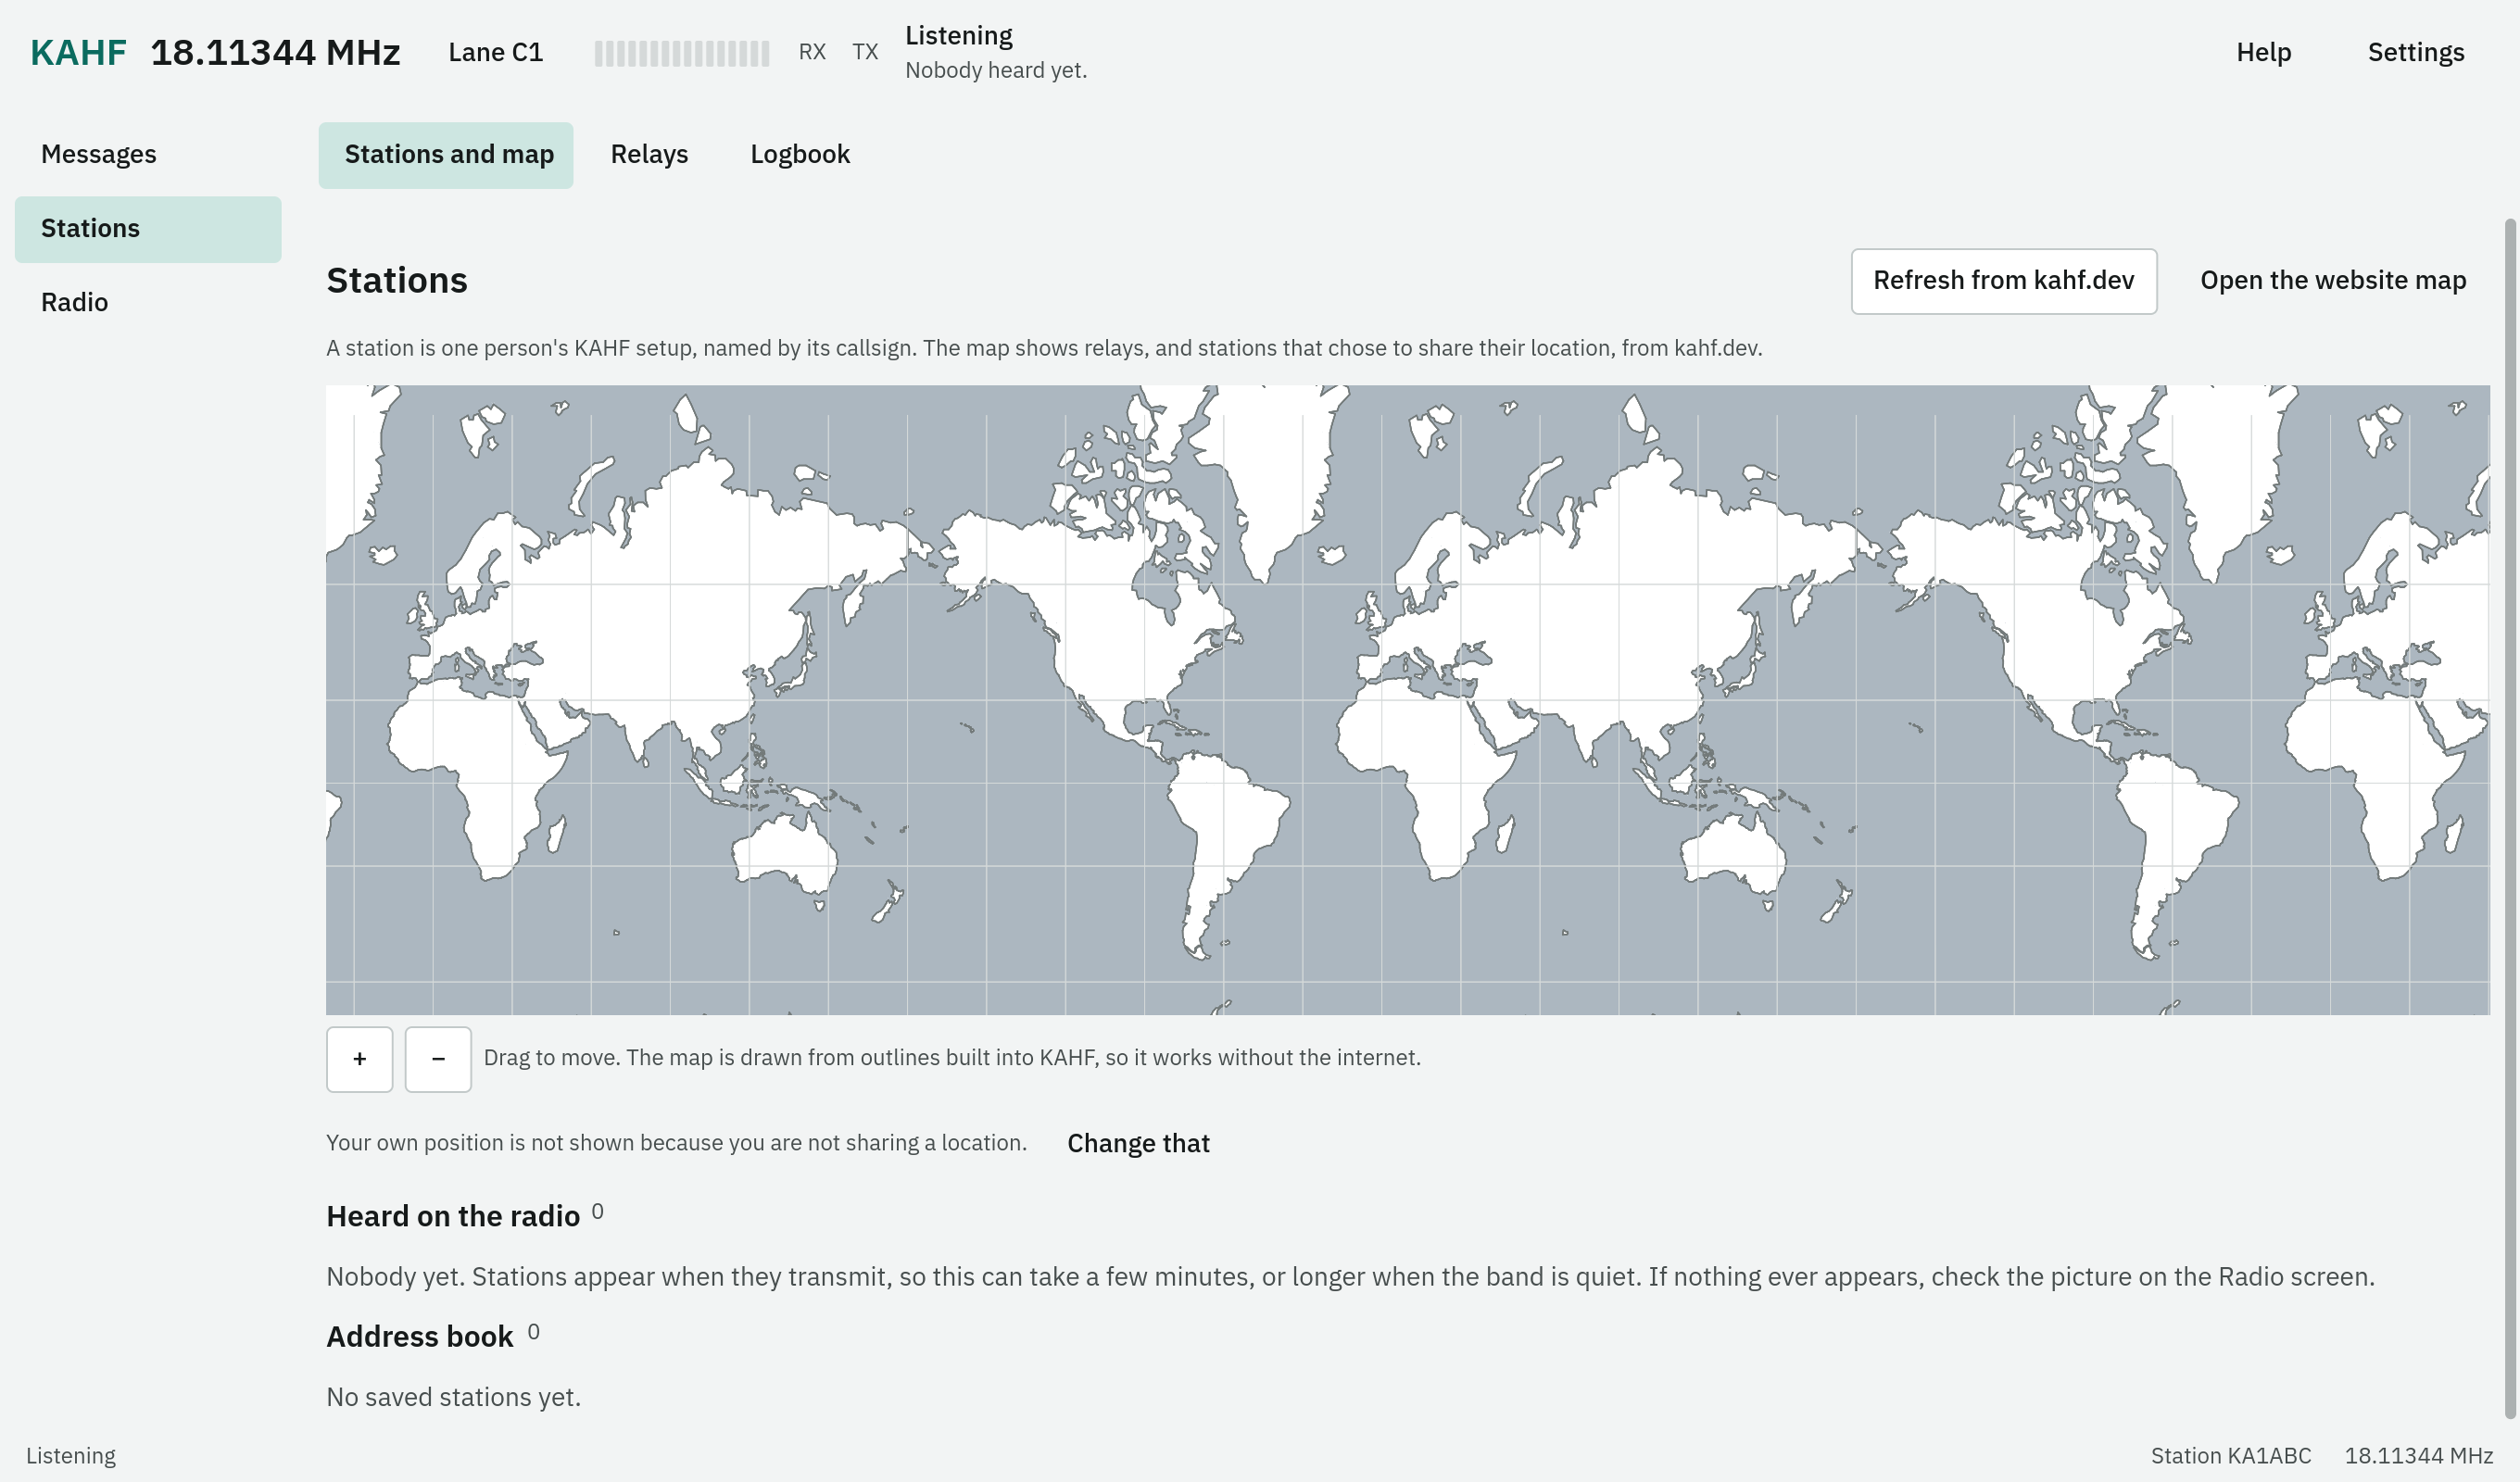 KAHF 18.11344 MHz Lane C1 RX TX Listening
Nobody heard yet.
Help Settings
Messages
Stations
Radio
Stations and map Relays Logbook
Stations
Refresh from kahf.dev Open the website map
A station is one person's KAHF setup, named by its callsign. The map shows relays, and stations that chose to share their location, from kahf.dev.
+ − Drag to move. The map is drawn from outlines built into KAHF, so it works without the internet.
Your own position is not shown because you are not sharing a location. Change that
Heard on the radio 0
Nobody yet. Stations appear when they transmit, so this can take a few minutes, or longer when the band is quiet. If nothing ever appears, check the picture on the Radio screen.
Address book 0
No saved stations yet.
Listening Station KA1ABC 18.11344 MHz